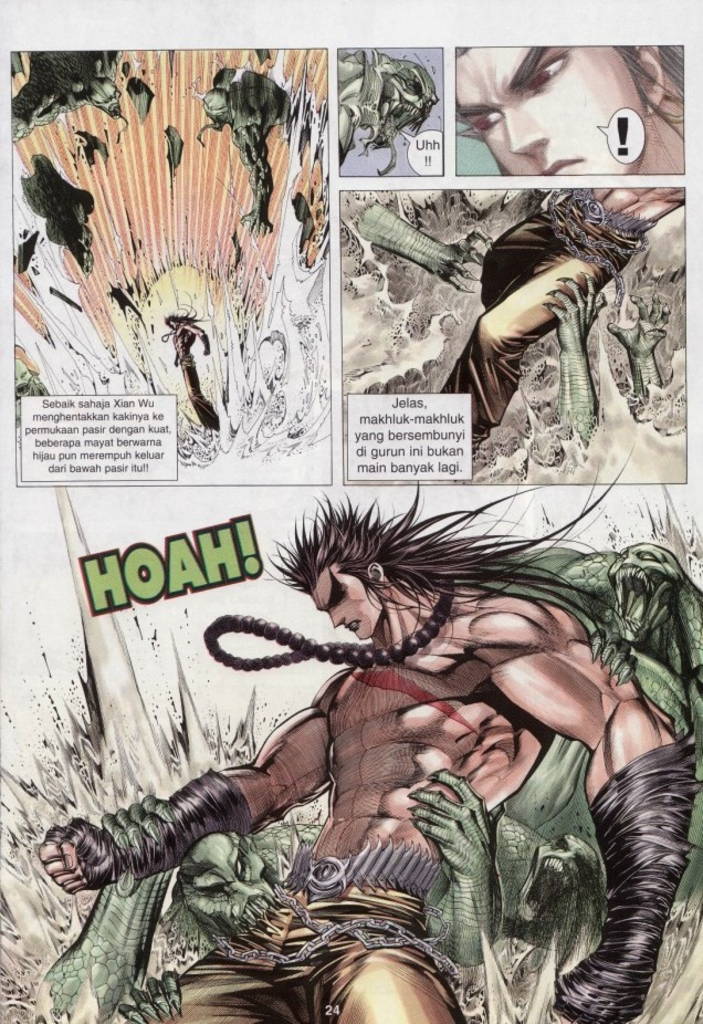 Uhh
!!
!
Sebaik sahaja Xian Wu
menghentakkan kakinya ke
permukaan pasir dengan kuat,
beberapa mayat berwarna
hijau pun merempuh keluar
dari bawah pasir itu!!
Jelas,
makhluk-makhluk
yang bersembunyi
di gurun ini bukan
main banyak lagi.
HOAH!
24